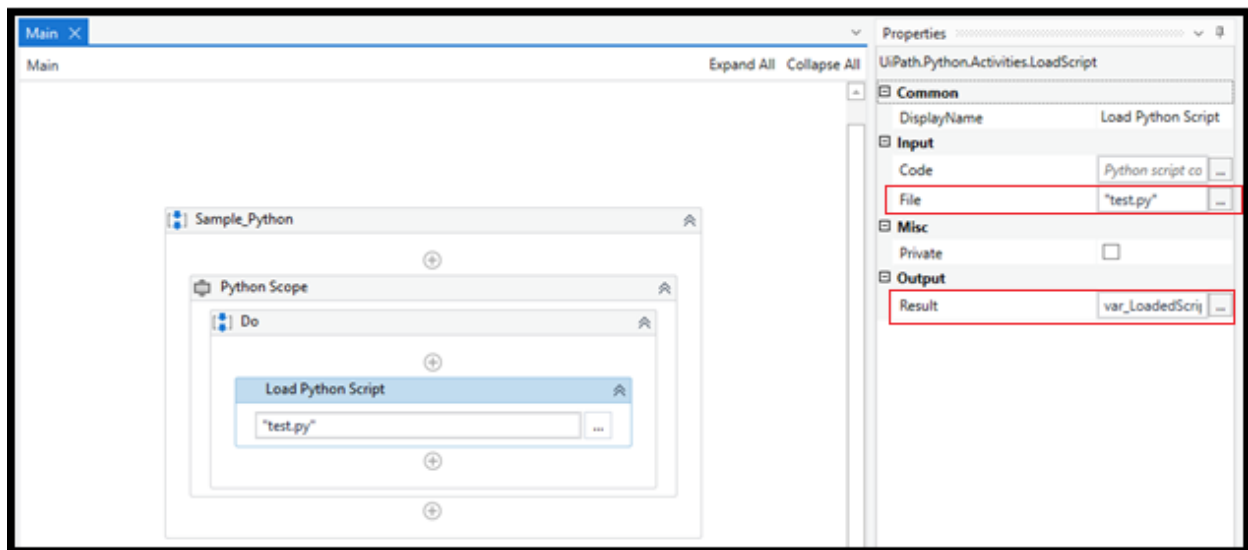 Main
Main
Expand All Collapse All
Sample_Python
Python Scope
Do
Load Python Script
"test.py"
...
Properties
UiPath.Python.Activities.LoadScript
Common
DisplayName Load Python Script
Input
Code Python script co ...
File "test.py" ...
Misc
Private
Output
Result var_LoadedScrip ...